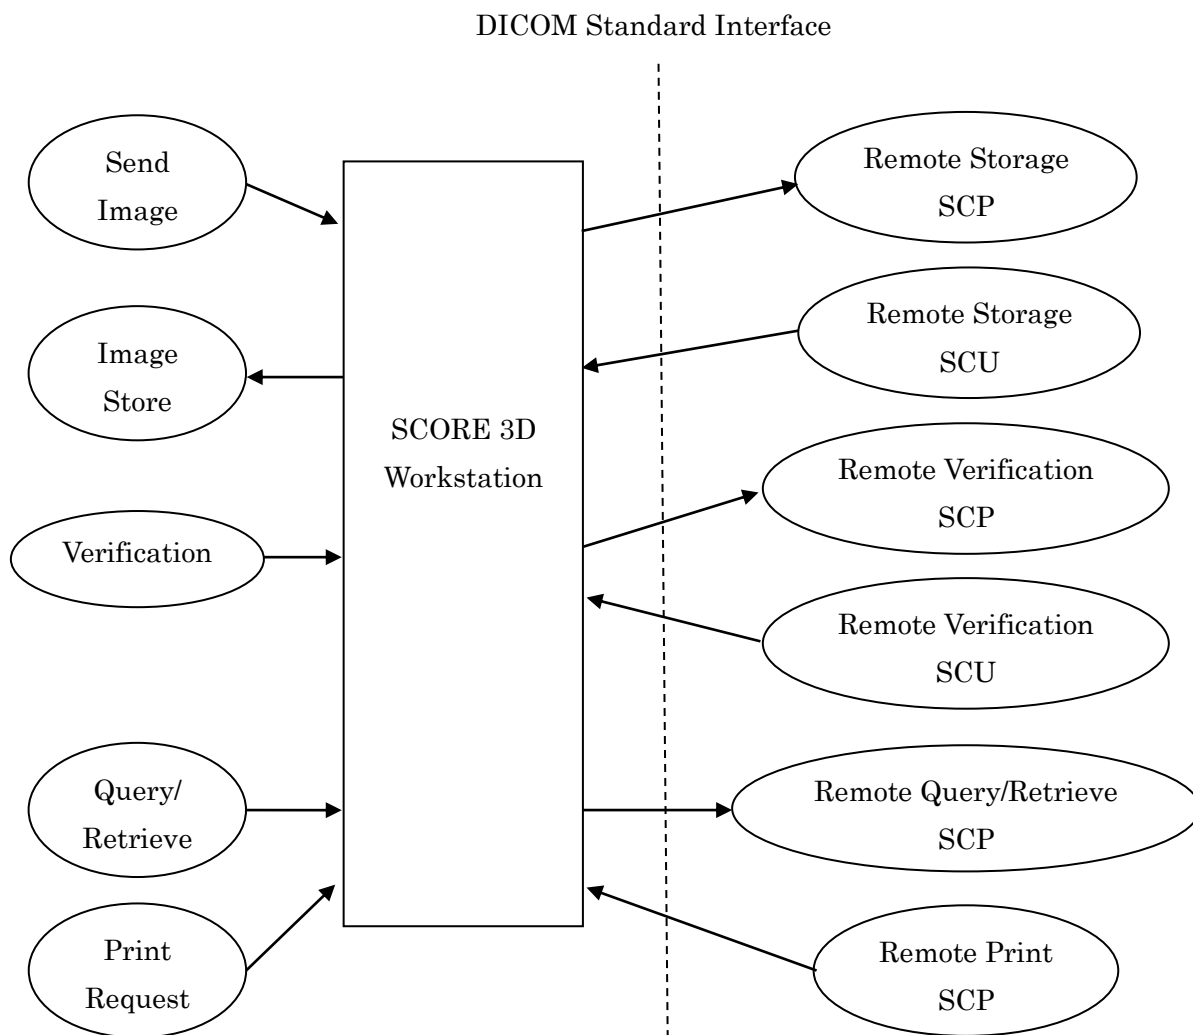 DICOM Standard Interface
Send
Image
Image
Store
Verification
Query/
Retrieve
Print
Request
SCORE 3D
Workstation
Remote Storage
SCP
Remote Storage
SCU
Remote Verification
SCP
Remote Verification
SCU
Remote Query/Retrieve
SCP
Remote Print
SCP